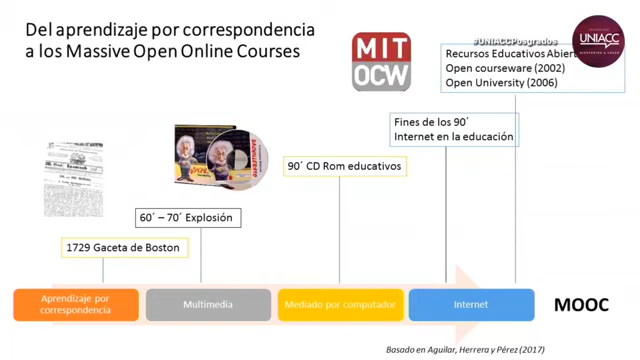 Del aprendizaje por correspondencia
a los Massive Open Online Courses
MIT
OCW
#UNIACCPosgrados
UNIACC
Recursos Educativos Abiert
Open courseware (2002)
Open University (2006)
Fines de los 90´
Internet en la educación
90´ CD Rom educativos
60´ – 70´ Explosión
1729 Gaceta de Boston
Aprendizaje por
correspondencia
Multimedia
Mediado por computador
Internet
MOOC
Basado en Aguilar, Herrera y Pérez (2017)